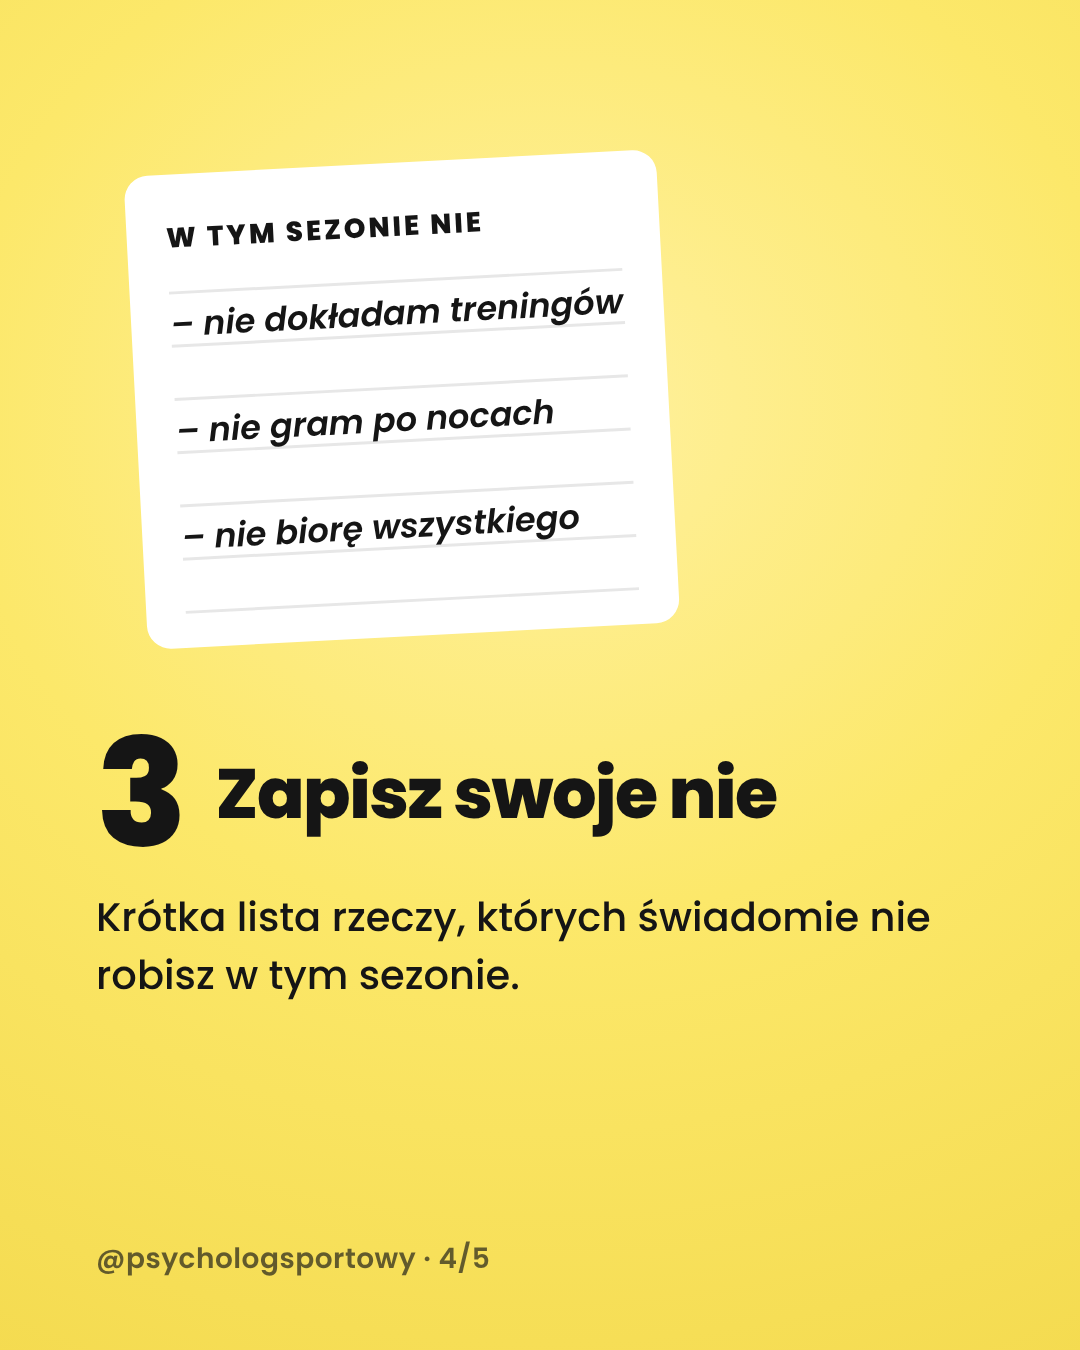 W TYM SEZONIE NIE
– nie dokładam treningów
– nie gram po nocach
– nie biorę wszystkiego
3 Zapisz swoje nie
Krótka lista rzeczy, których świadomie nie
robisz w tym sezonie.
@psychologsportowy · 4/5